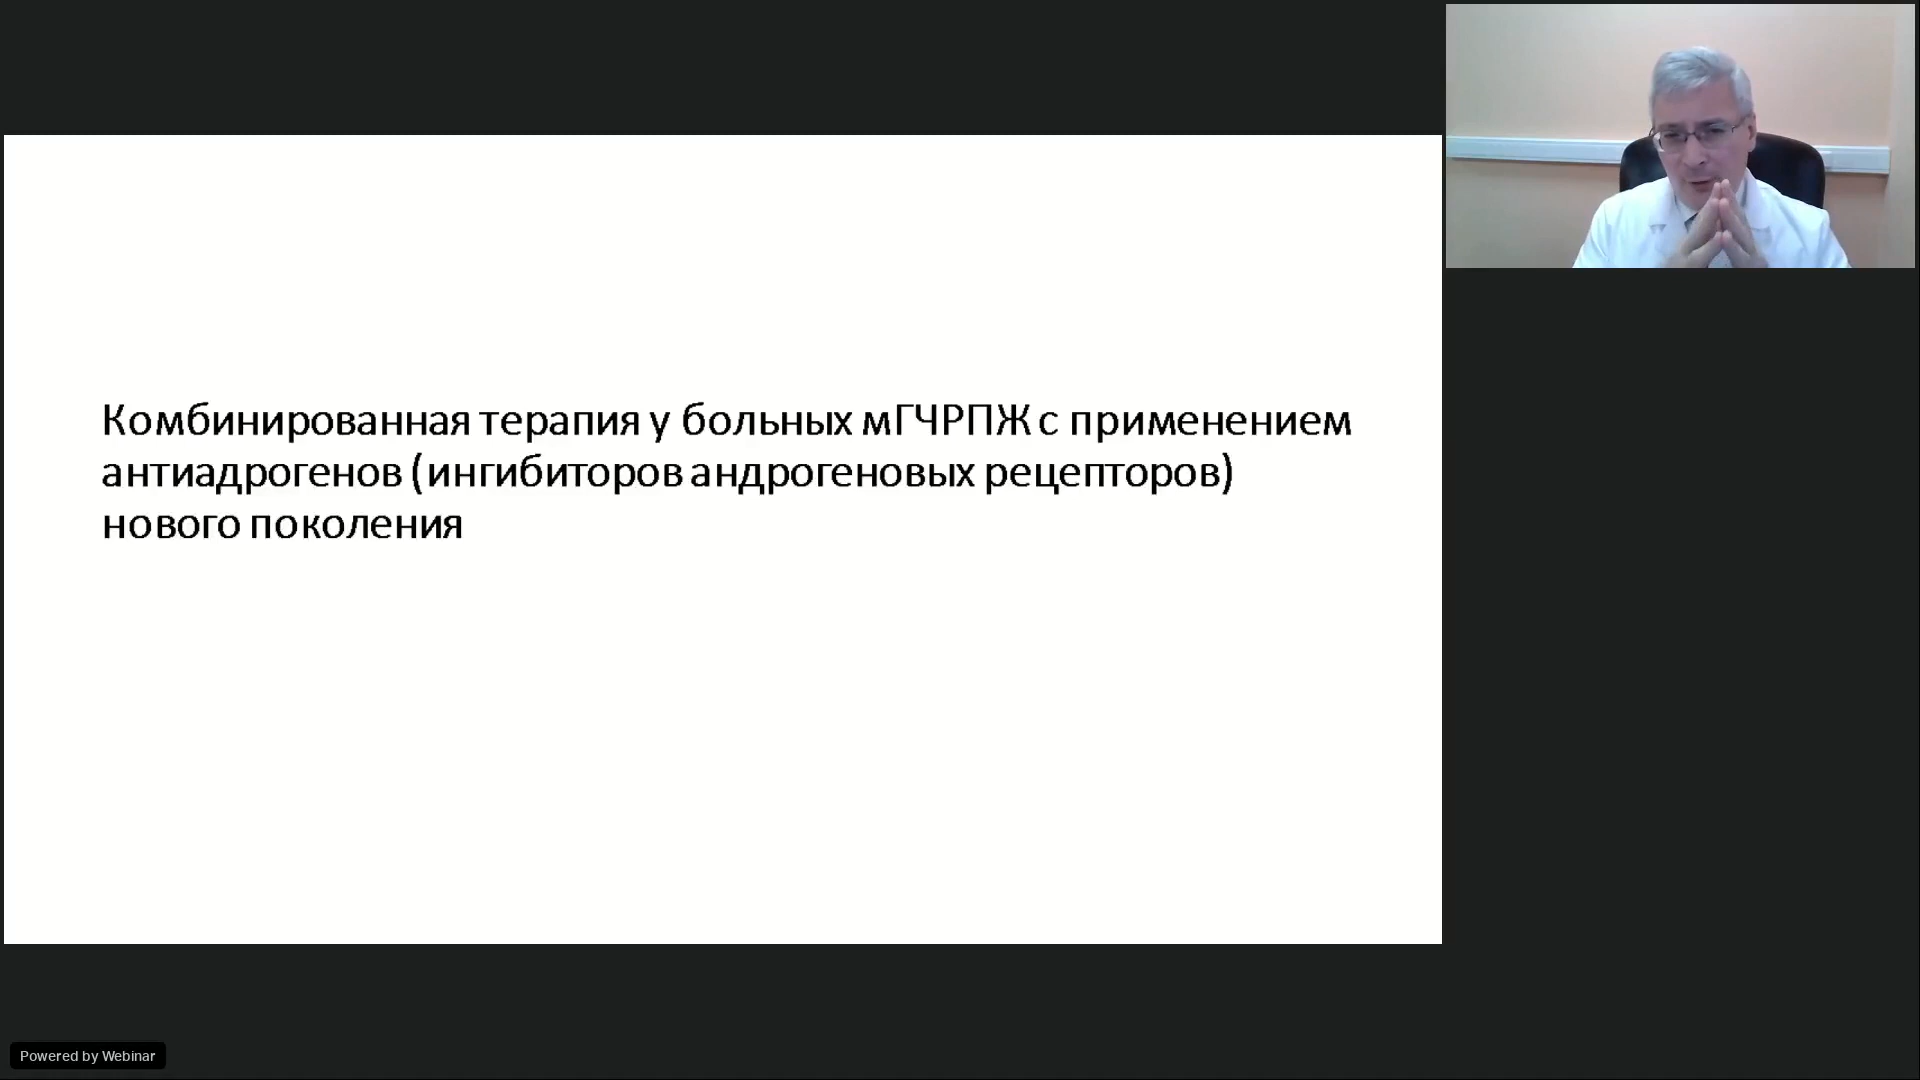 Комбинированная терапия у больных мГЧРПЖ с применением
антиадрогенов (ингибиторов андрогеновых рецепторов)
нового поколения
Powered by Webinar